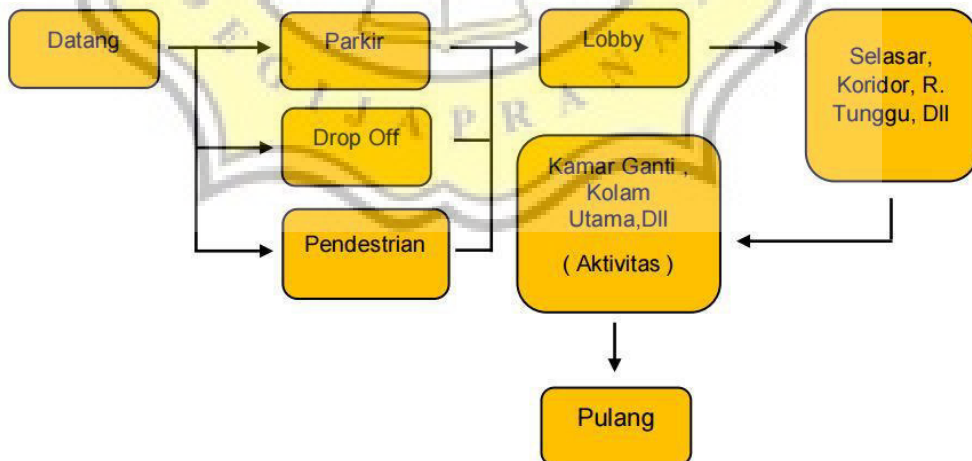 Datang
Parkir
Lobby
Selasar,
Koridor, R.
Tunggu, Dll
Drop Off
Kamar Ganti ,
Kolam
Utama,Dll
( Aktivitas )
Pendestrian
Pulang
E G I J A P R A N A